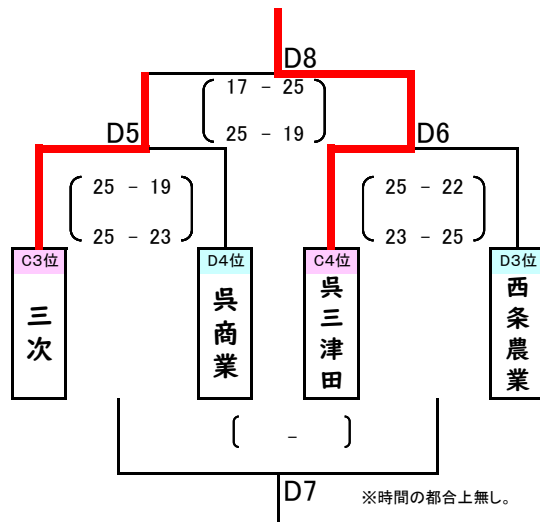 D8
17 - 25
25 - 19
D5
D6
25 - 19
25 - 23
25 - 22
23 - 25
C3位
D4位
C4位
D3位
三次
呉商業
呉三津田
西条農業
-
D7
※時間の都合上無し。